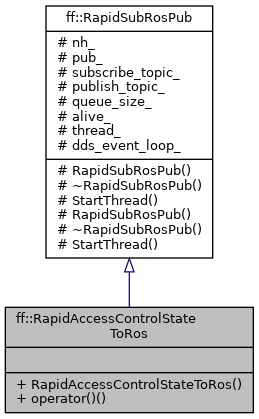 ff::RapidSubRosPub
# nh_
# pub_
# subscribe_topic_
# publish_topic_
# queue_size_
# alive_
# thread_
# dds_event_loop_
# RapidSubRosPub()
# ~RapidSubRosPub()
# StartThread()
# RapidSubRosPub()
# ~RapidSubRosPub()
# StartThread()
ff::RapidAccessControlState
ToRos
+ RapidAccessControlStateToRos()
+ operator()()